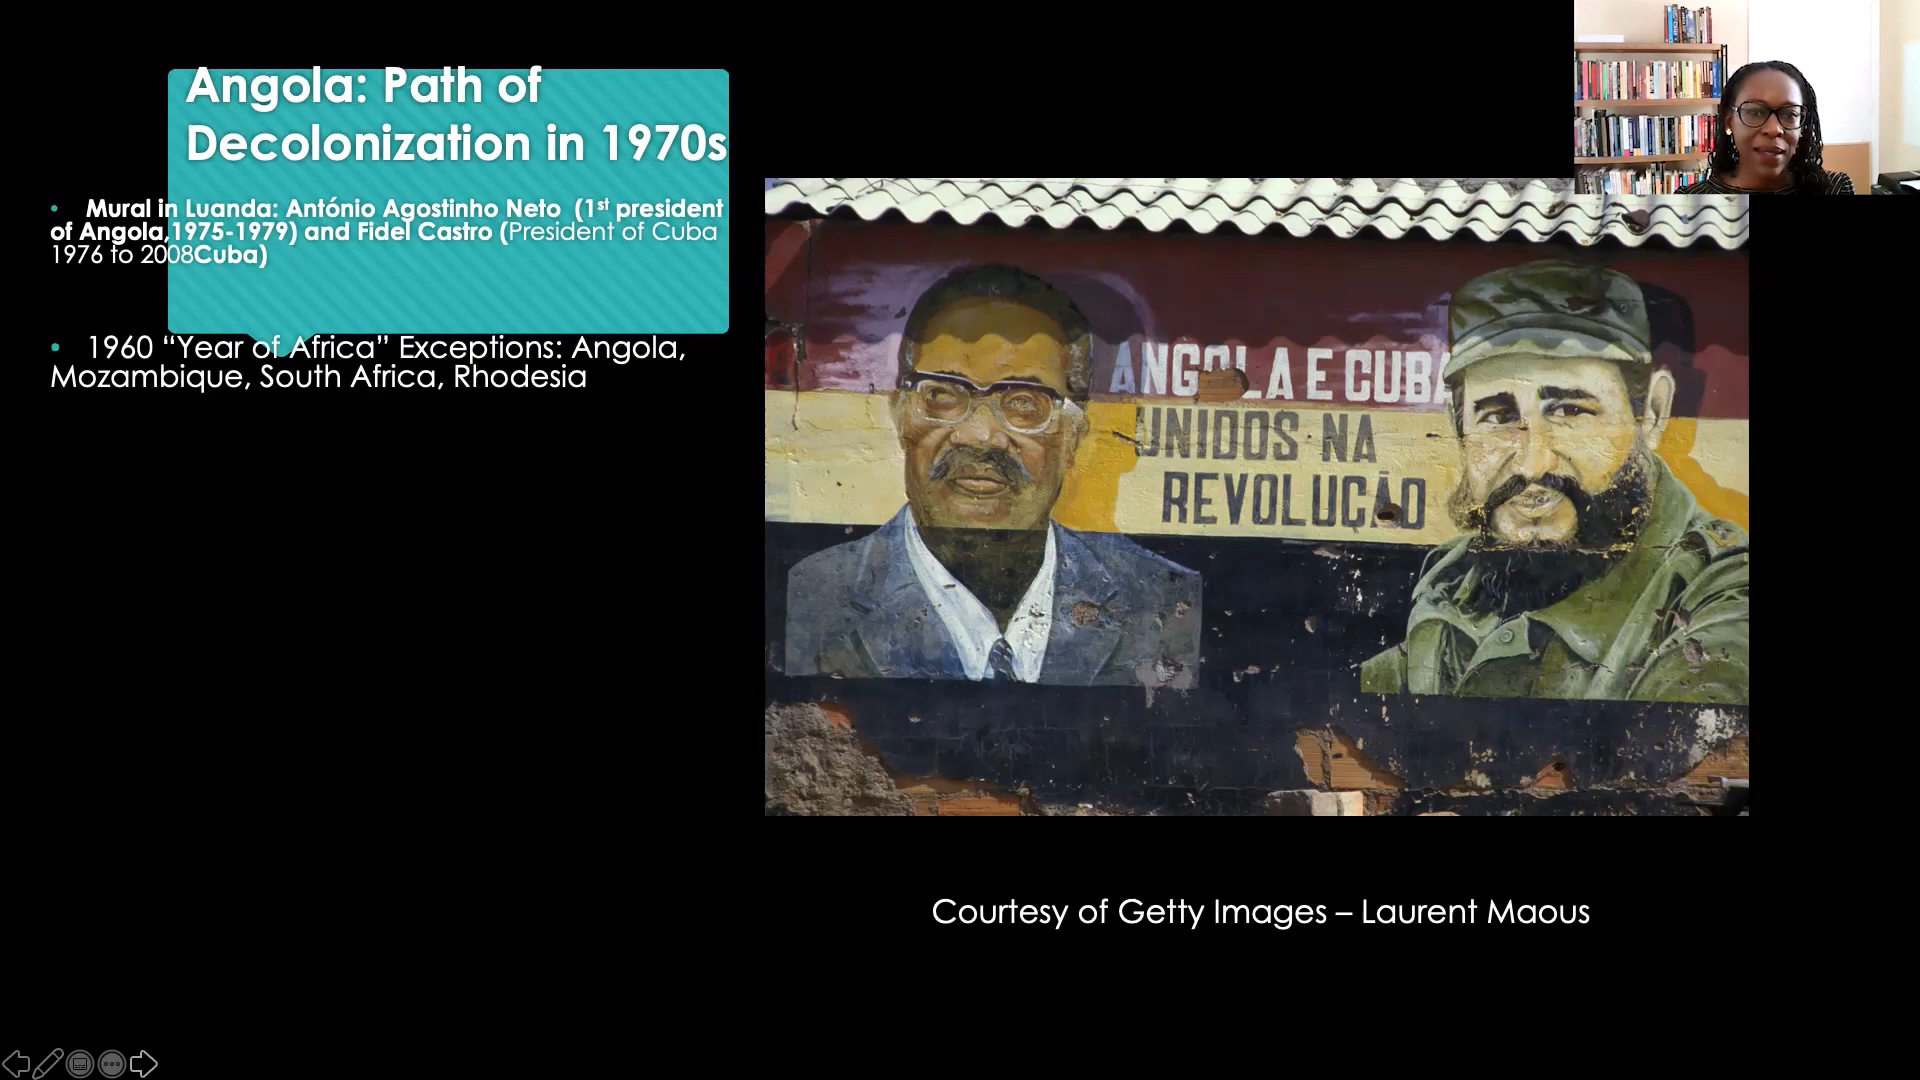 Angola: Path of
Decolonization in 1970s
• Mural in Luanda: António Agostinho Neto (1st president
of Angola,1975-1979) and Fidel Castro (President of Cuba
1976 to 2008Cuba)
• 1960 “Year of Africa” Exceptions: Angola,
Mozambique, South Africa, Rhodesia
ANGOLA E CUBA
UNIDOS NA
REVOLUÇÃO
Courtesy of Getty Images – Laurent Maous